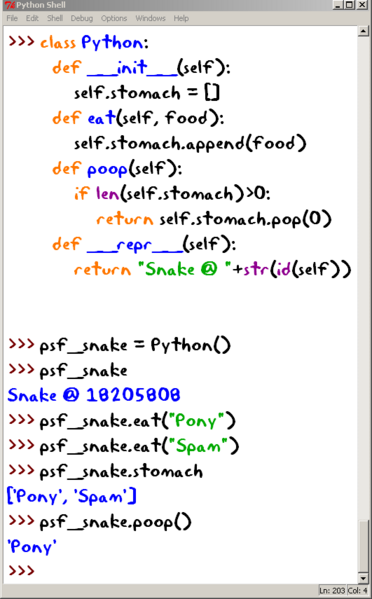 Python Shell
File Edit Shell Debug Options Windows Help
>>> class Python:
        def __init__(self):
            self.stomach = []
        def eat(self, food):
            self.stomach.append(food)
        def poop(self):
            if len(self.stomach)>0:
                return self.stomach.pop(0)
        def __repr__(self):
            return "Snake @ "+str(id(self))
>>> psf_snake = Python()
>>> psf_snake
Snake @ 18205808
>>> psf_snake.eat("Pony")
>>> psf_snake.eat("Spam")
>>> psf_snake.stomach
['Pony', 'Spam']
>>> psf_snake.poop()
'Pony'
>>>
Ln: 203 Col: 4